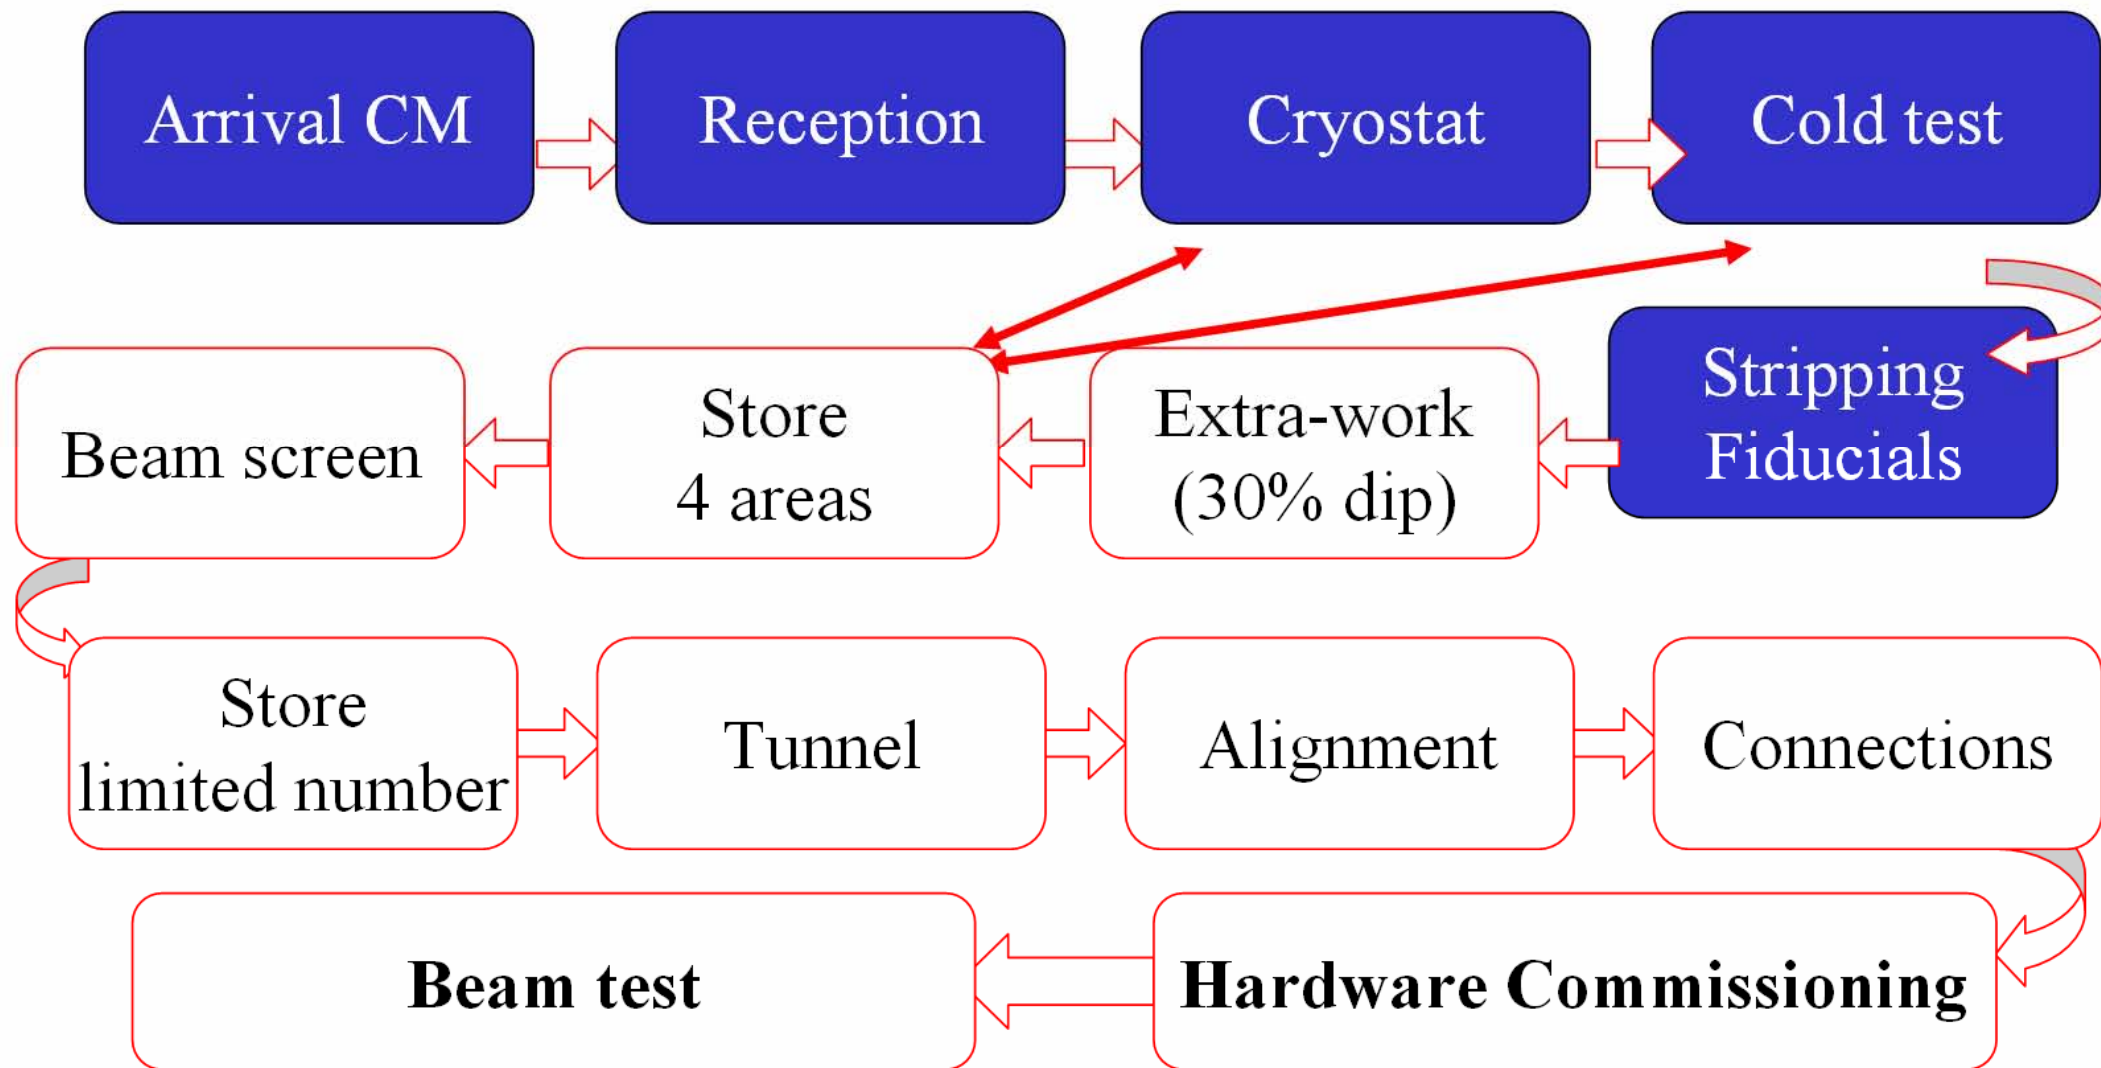 Arrival CM
Reception
Cryostat
Cold test
Stripping
Fiducials
Extra-work
(30% dip)
Store
4 areas
Beam screen
Store
limited number
Tunnel
Alignment
Connections
Hardware Commissioning
Beam test